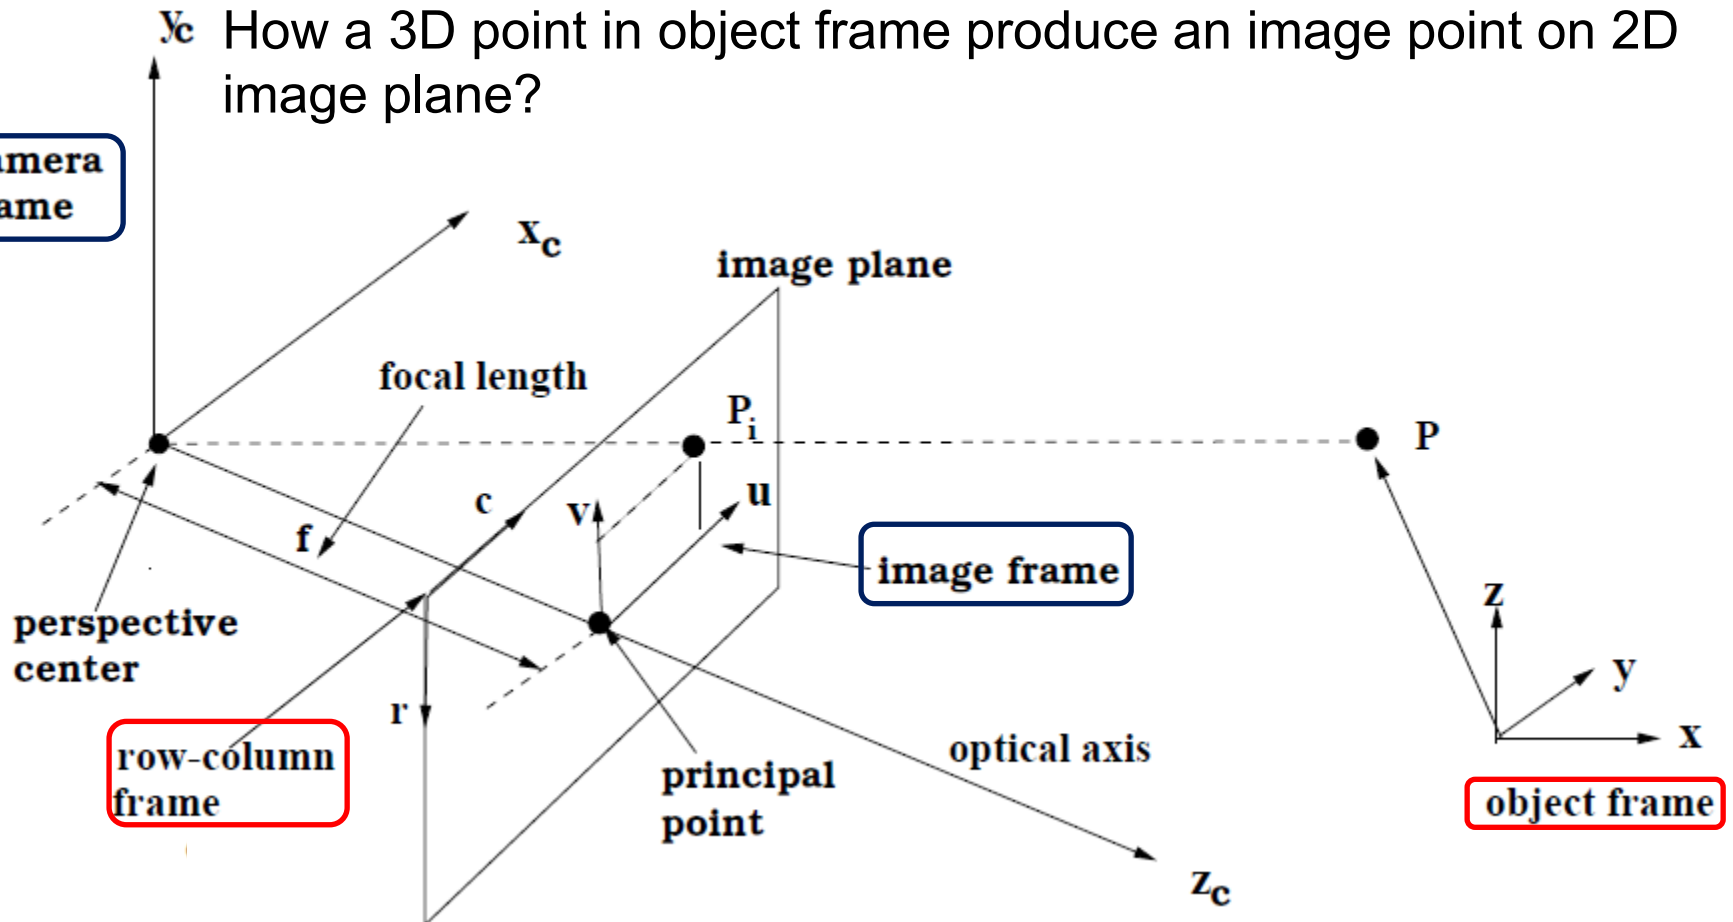 yc
How a 3D point in object frame produce an image point on 2D
image plane?
amera
ame
xc
image plane
focal length
Pi
P
c
v
u
f
image frame
perspective
center
z
y
r
x
row-column
frame
optical axis
principal
point
object frame
zc